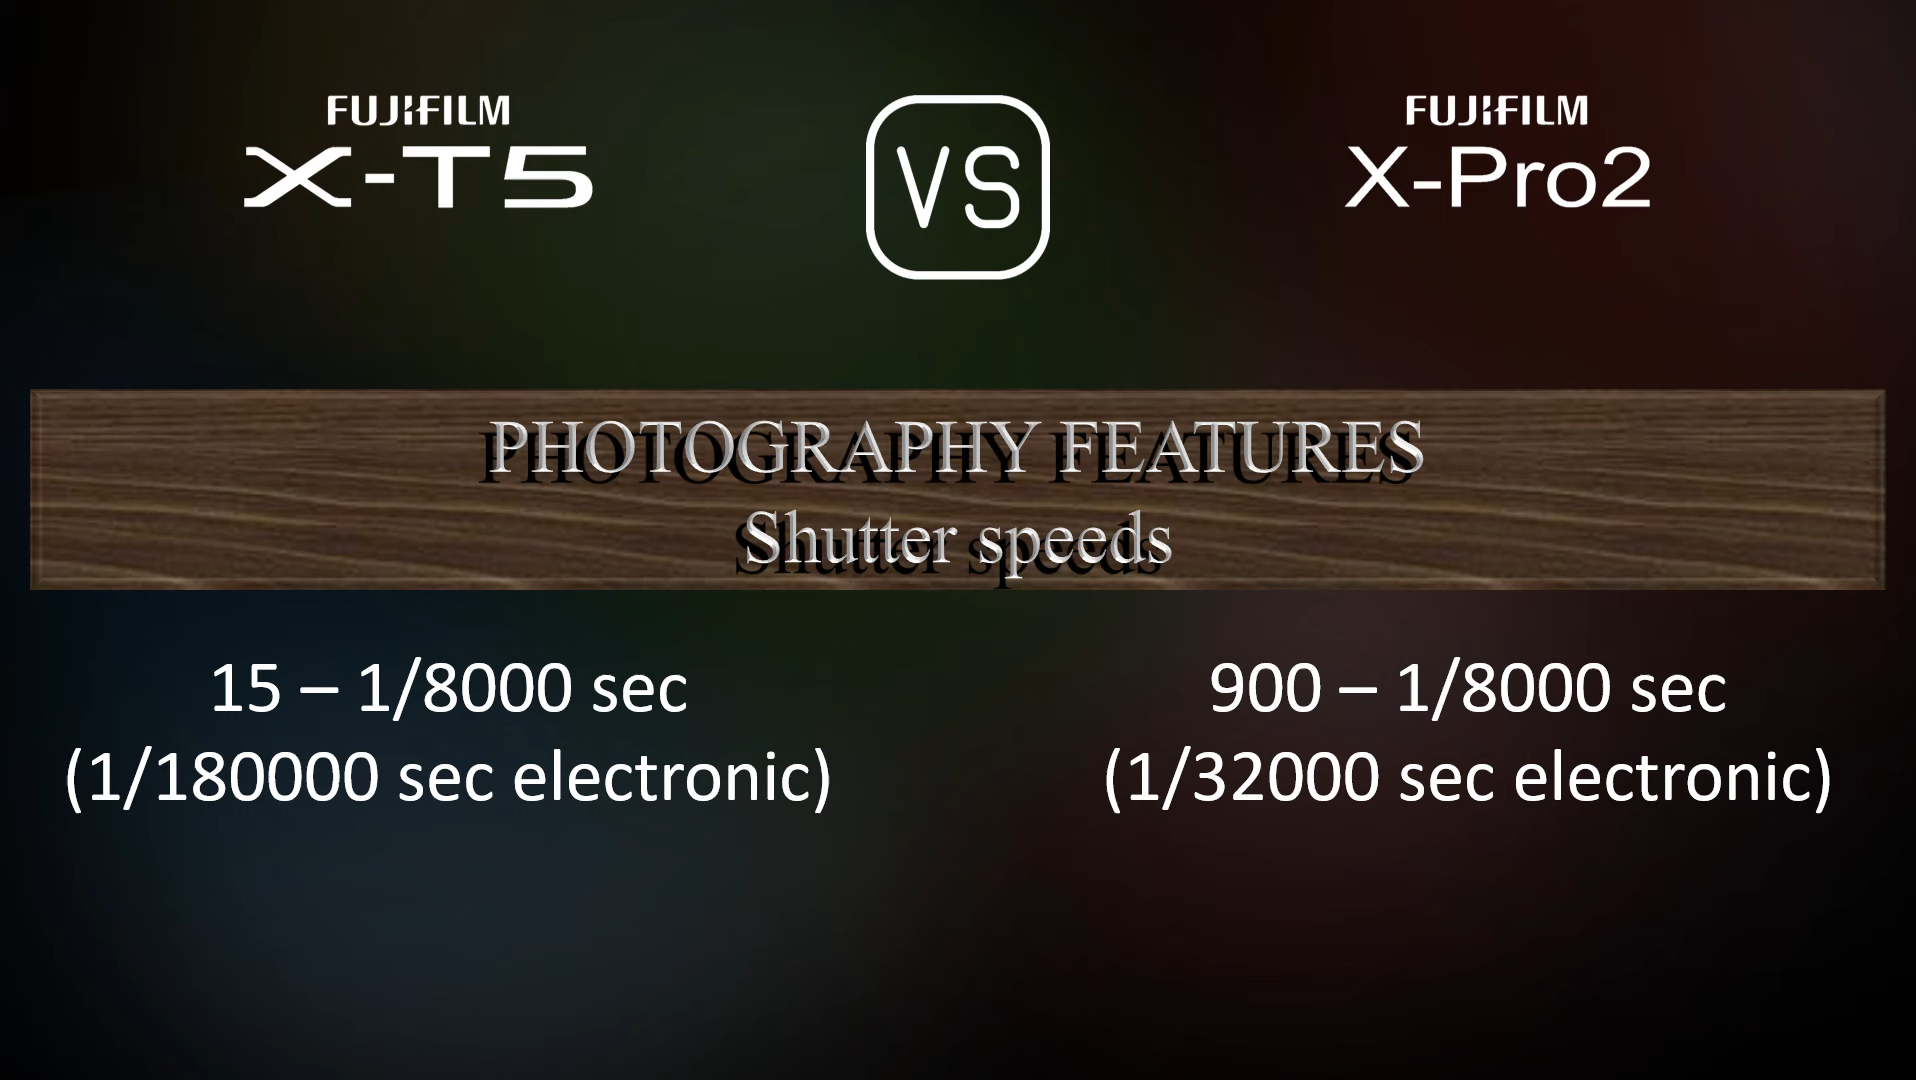 FUJIFILM
X-T5
VS
FUJIFILM
X-Pro2
PHOTOGRAPHY FEATURES
Shutter speeds
15 – 1/8000 sec
(1/180000 sec electronic)
900 – 1/8000 sec
(1/32000 sec electronic)